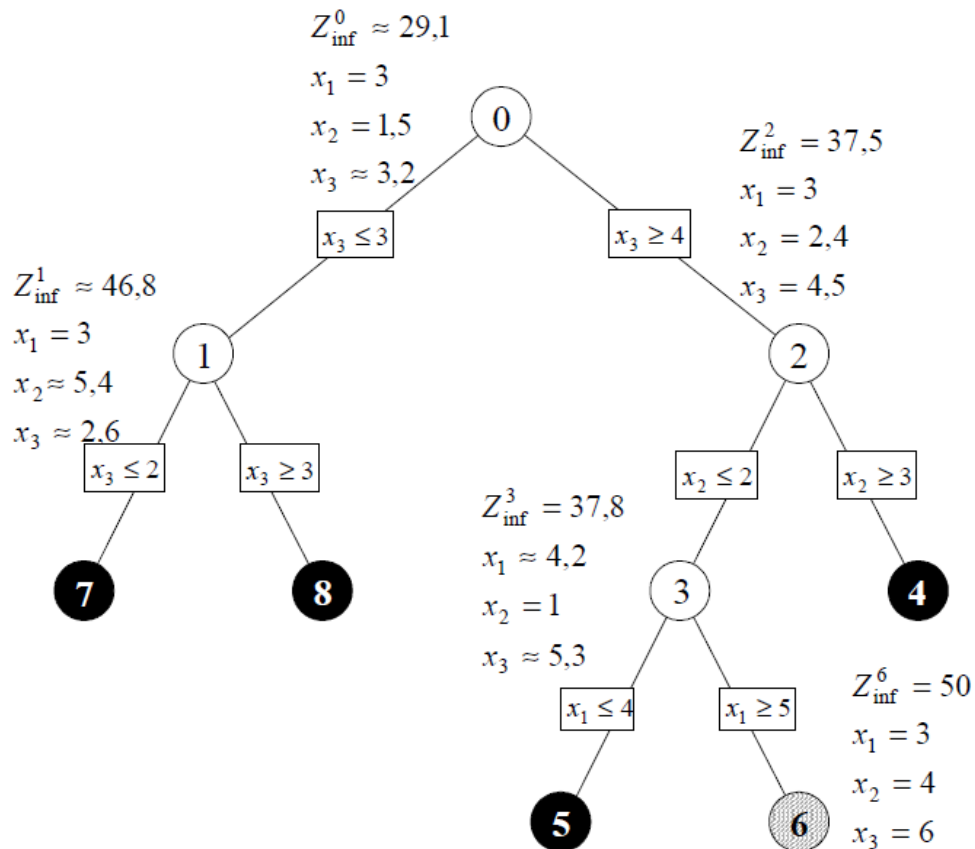 Z⁰inf ≈ 29,1
x₁ = 3
x₂ = 1,5
x₃ ≈ 3,2
0
Z²inf = 37,5
x₁ = 3
x₂ = 2,4
x₃ = 4,5
x₃ ≤ 3
x₃ ≥ 4
Z¹inf ≈ 46,8
x₁ = 3
x₂ ≈ 5,4
x₃ ≈ 2,6
1
2
x₃ ≤ 2
x₃ ≥ 3
x₂ ≤ 2
x₂ ≥ 3
Z³inf = 37,8
x₁ ≈ 4,2
x₂ = 1
x₃ ≈ 5,3
7
8
3
4
x₁ ≤ 4
x₁ ≥ 5
Z⁶inf = 50
x₁ = 3
x₂ = 4
x₃ = 6
5
6